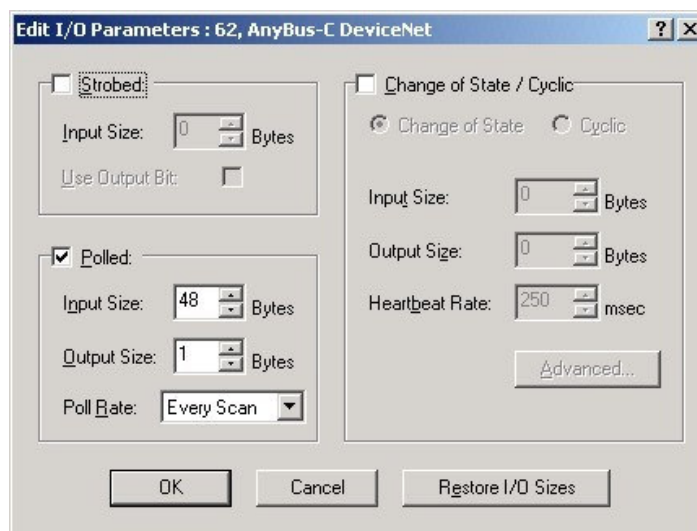 Edit I/O Parameters : 62, AnyBus-C DeviceNet
Strobed:
Input Size: 0 Bytes
Use Output Bit:
Polled:
Input Size: 48 Bytes
Output Size: 1 Bytes
Poll Rate: Every Scan
Change of State / Cyclic
Change of State Cyclic
Input Size: 0 Bytes
Output Size: 0 Bytes
Heartbeat Rate: 250 msec
Advanced...
OK Cancel Restore I/O Sizes